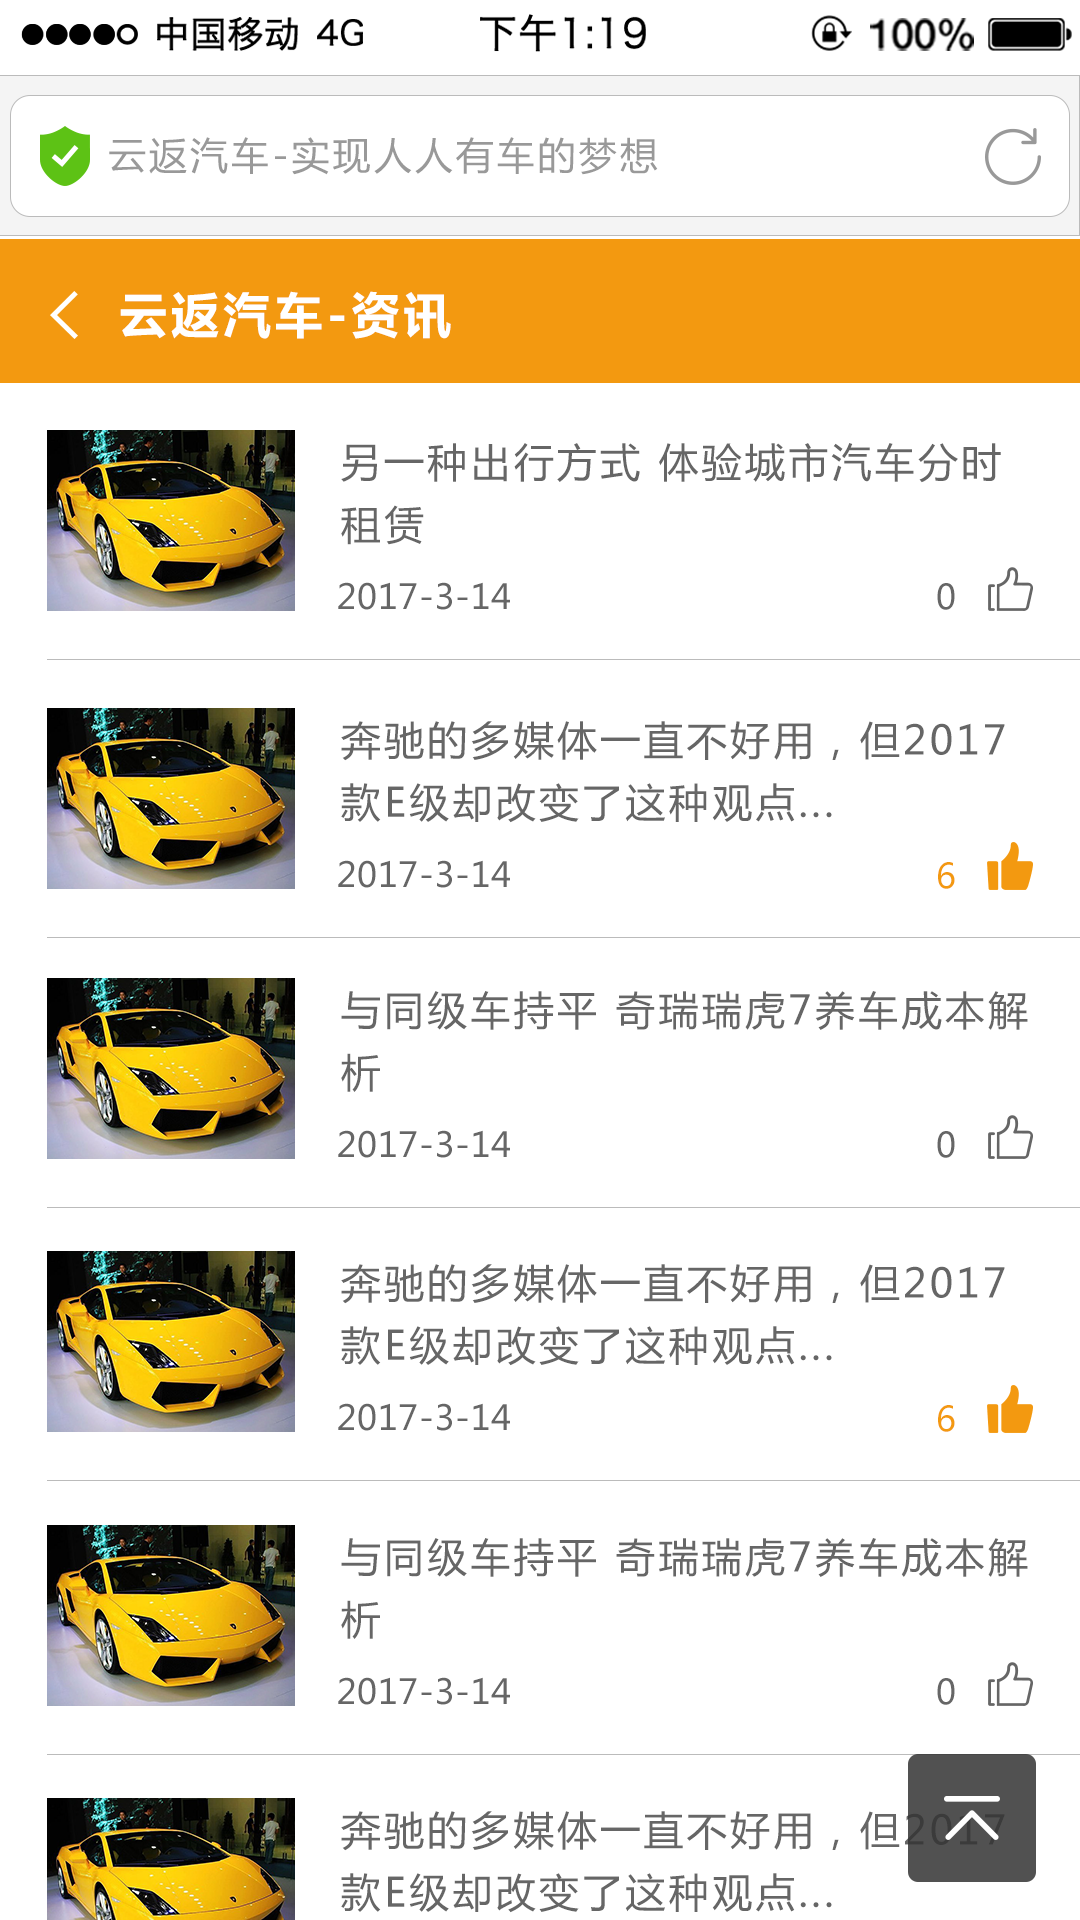 中国移动 4G 下午1:19 100%
云返汽车-实现人人有车的梦想
云返汽车-资讯
另一种出行方式 体验城市汽车分时
租赁
2017-3-14 0
奔驰的多媒体一直不好用，但2017
款E级却改变了这种观点...
2017-3-14 6
与同级车持平 奇瑞瑞虎7养车成本解
析
2017-3-14 0
奔驰的多媒体一直不好用，但2017
款E级却改变了这种观点...
2017-3-14 6
与同级车持平 奇瑞瑞虎7养车成本解
析
2017-3-14 0
奔驰的多媒体一直不好用，但2017
款E级却改变了这种观点...